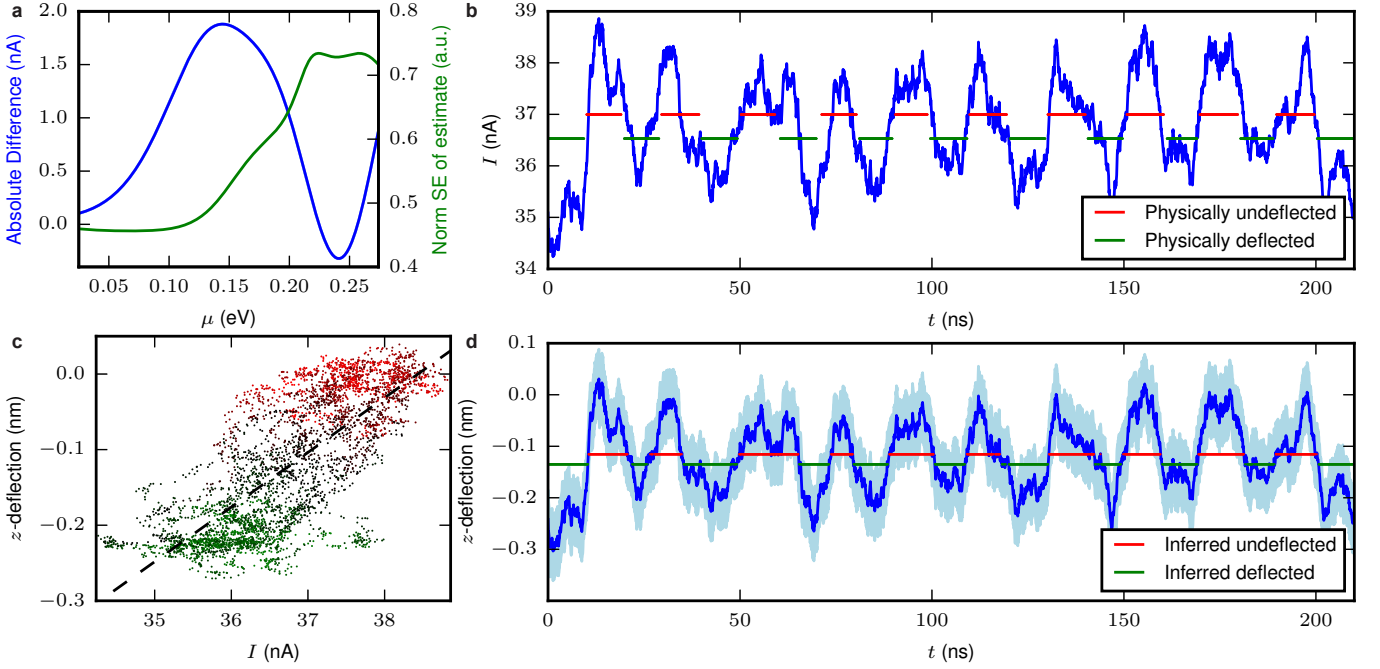 a
2.0
1.5
1.0
0.5
0.0
Absolute Difference (nA)
0.8
0.7
0.6
0.5
0.4
Norm SE of estimate (a.u.)
0.05 0.10 0.15 0.20 0.25
μ (eV)
b
39
38
37
36
35
34
I (nA)
Physically undeflected
Physically deflected
0 50 100 150 200
t (ns)
c
0.0
−0.1
−0.2
−0.3
z-deflection (nm)
35 36 37 38
I (nA)
d
0.1
0.0
−0.1
−0.2
−0.3
z-deflection (nm)
Inferred undeflected
Inferred deflected
0 50 100 150 200
t (ns)